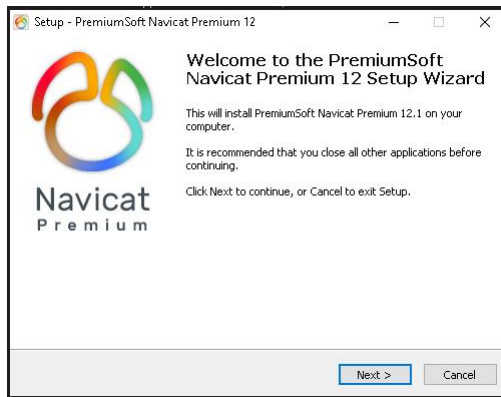 Setup - PremiumSoft Navicat Premium 12
Welcome to the PremiumSoft
Navicat Premium 12 Setup Wizard
This will install PremiumSoft Navicat Premium 12.1 on your
computer.
It is recommended that you close all other applications before
continuing.
Click Next to continue, or Cancel to exit Setup.
Navicat
Premium
Next >
Cancel